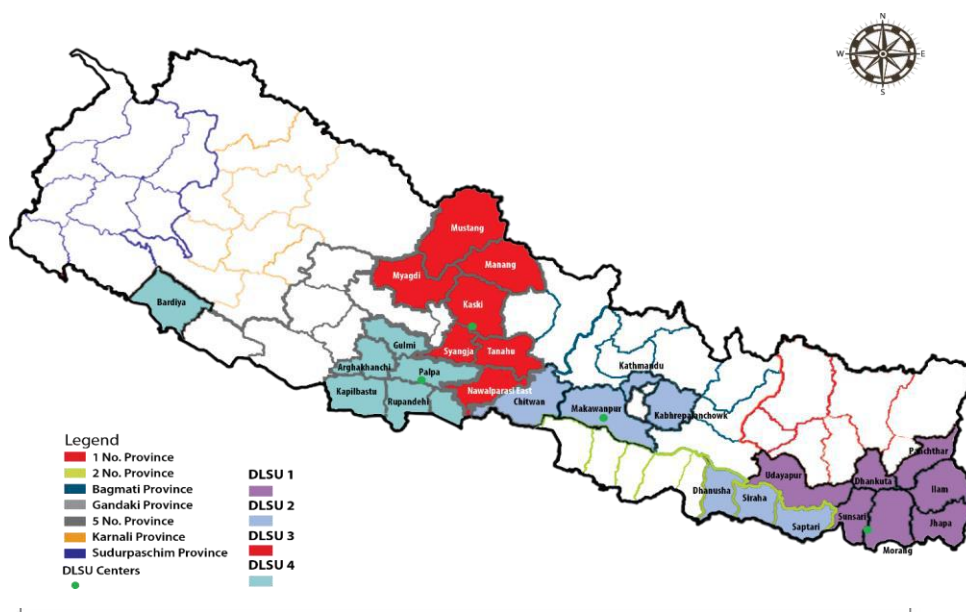 N
W
E
S
Mustang
Manang
Myagdi
Kaski
Bardiya
Gulmi
Syangja
Tanahu
Arghakhanchi
Palpa
Kathmandu
Kapilbastu
Rupandehi
Nawalparasi East
Chitwan
Makawanpur
Kabhrepalanchowk
Legend
1 No. Province
2 No. Province
Bagmati Province
Gandaki Province
5 No. Province
Karnali Province
Sudurpaschim Province
DLSU Centers
DLSU 1
DLSU 2
DLSU 3
DLSU 4
Panchthar
Udayapur
Dhankuta
Dhanusha
Siraha
Ilam
Saptari
Sunsari
Jhapa
Morang